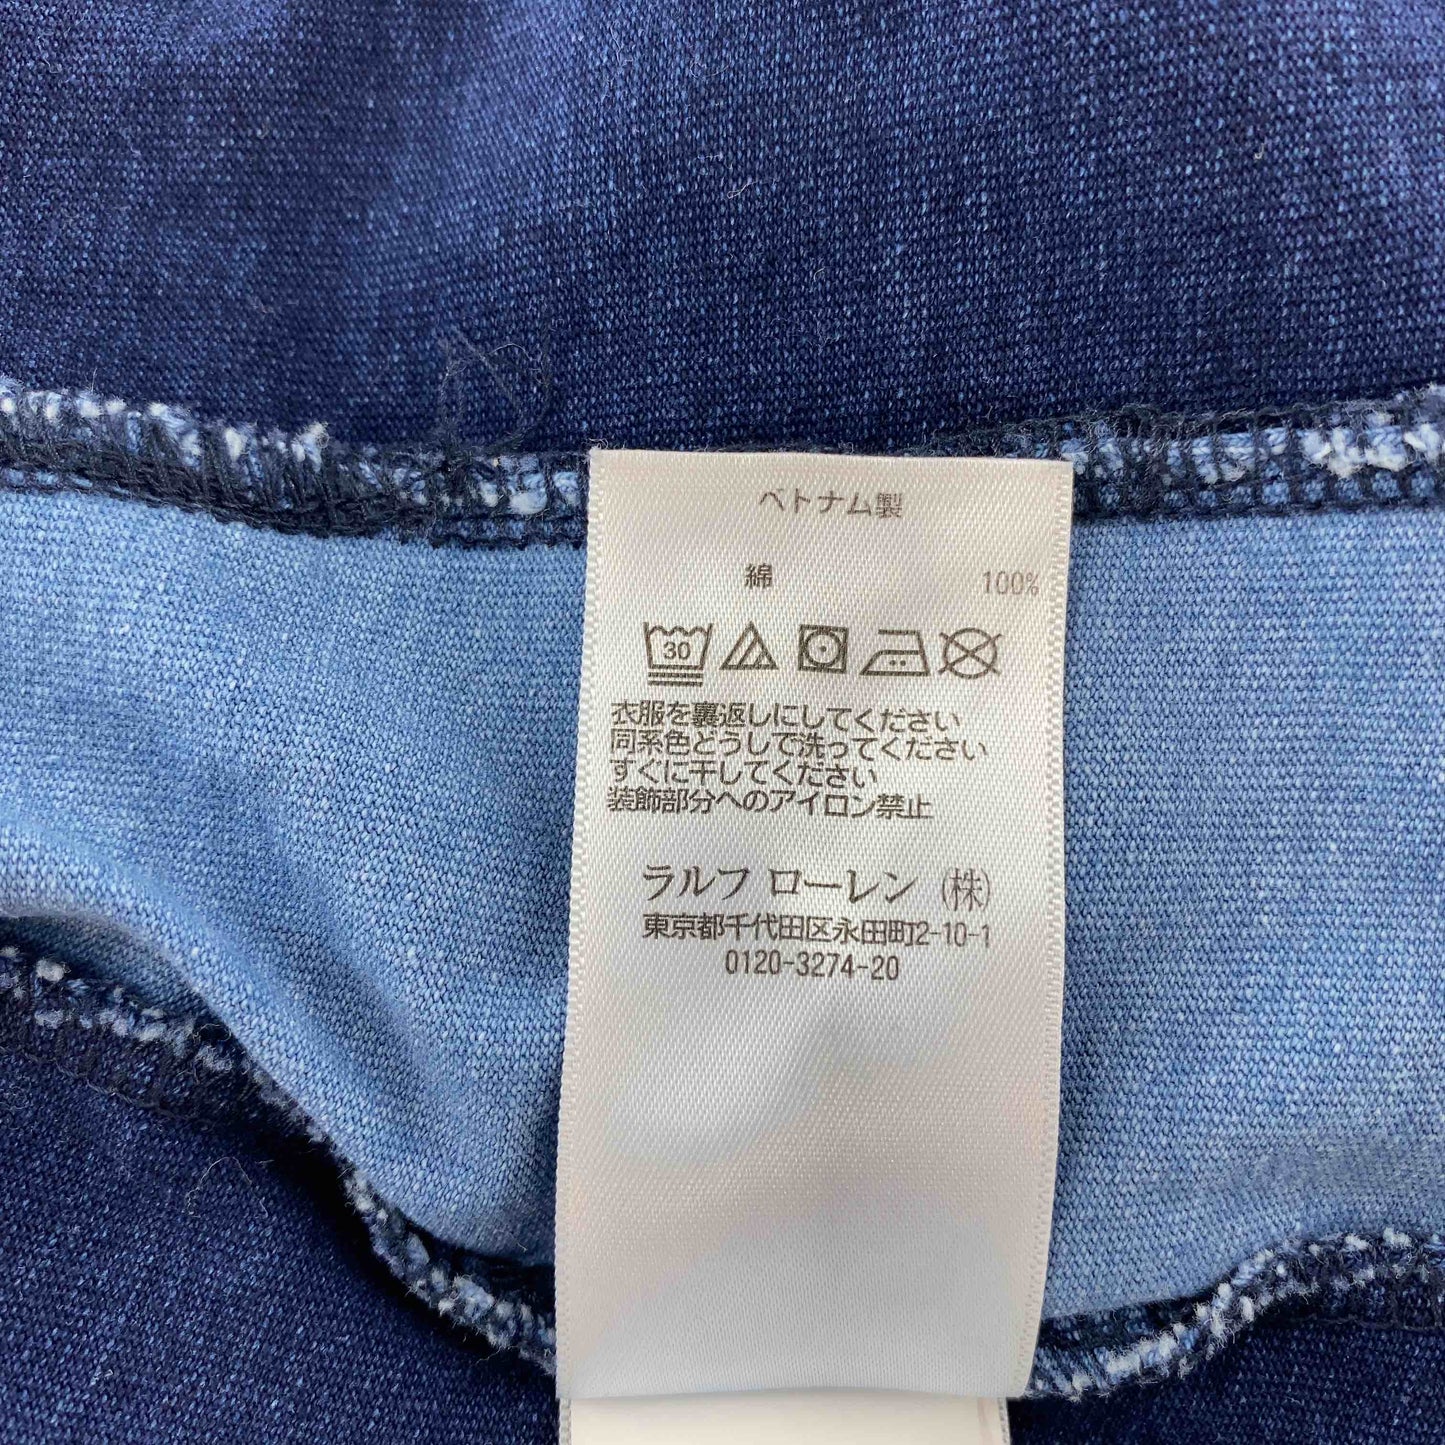 ベトナム製
綿 100%
30
衣服を裏返しにしてください
同系色どうしで洗ってください
すぐに干してください
装飾部分へのアイロン禁止
ラルフ ローレン (株)
東京都千代田区永田町2-10-1
0120-3274-20